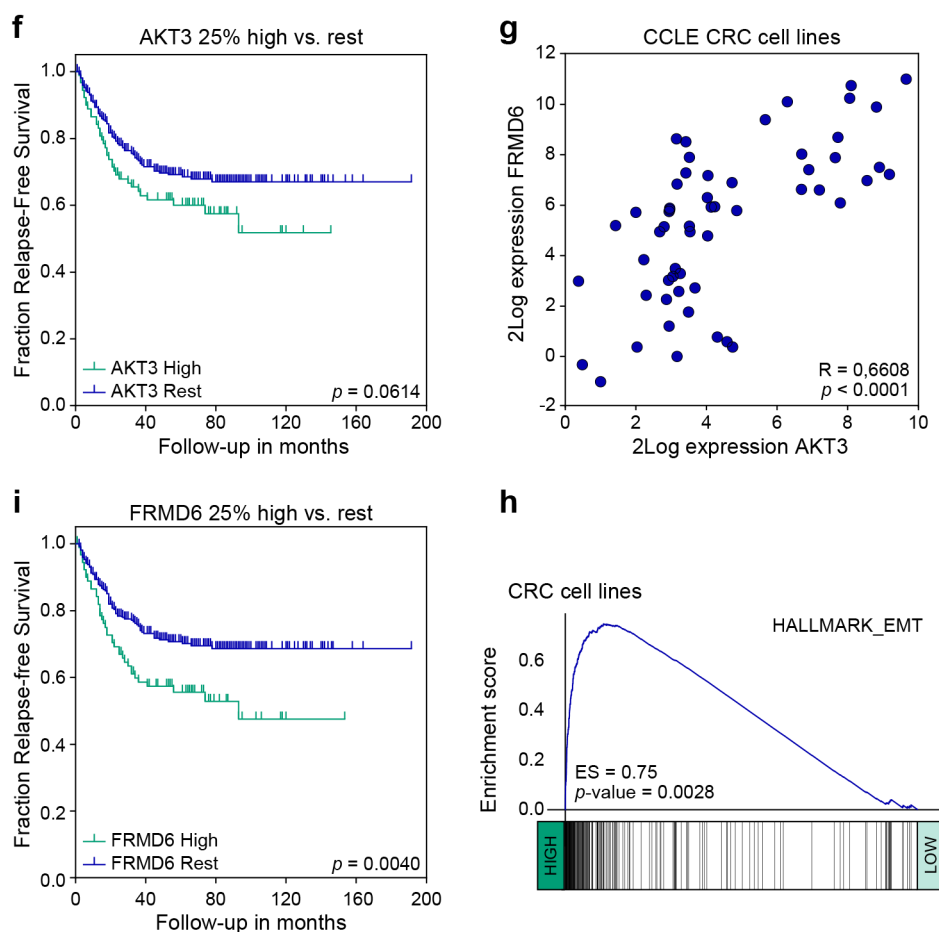 f
AKT3 25% high vs. rest
Fraction Relapse-Free Survival
1.0
0.8
0.6
0.4
0.2
0.0
AKT3 High
AKT3 Rest
p = 0.0614
0 40 80 120 160 200
Follow-up in months
g
CCLE CRC cell lines
2Log expression FRMD6
12
10
8
6
4
2
0
-2
R = 0,6608
p < 0.0001
0 2 4 6 8 10
2Log expression AKT3
i
FRMD6 25% high vs. rest
Fraction Relapse-free Survival
1.0
0.8
0.6
0.4
0.2
0.0
FRMD6 High
FRMD6 Rest
p = 0.0040
0 40 80 120 160 200
Follow-up in months
h
CRC cell lines
HALLMARK_EMT
Enrichment score
0.6
0.4
0.2
0.0
ES = 0.75
p-value = 0.0028
HIGH
LOW